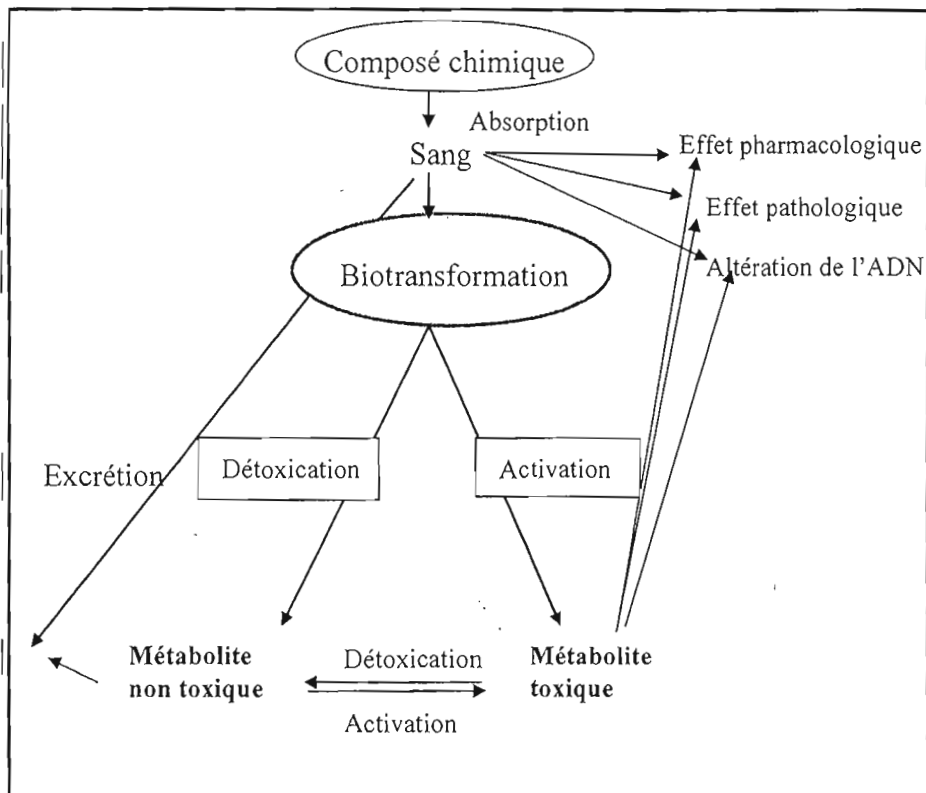 Composé chimique
Absorption
Sang
Effet pharmacologique
Effet pathologique
Altération de l'ADN
Biotransformation
Excrétion
Détoxication
Activation
Métabolite
non toxique
Détoxication
Activation
Métabolite
toxique